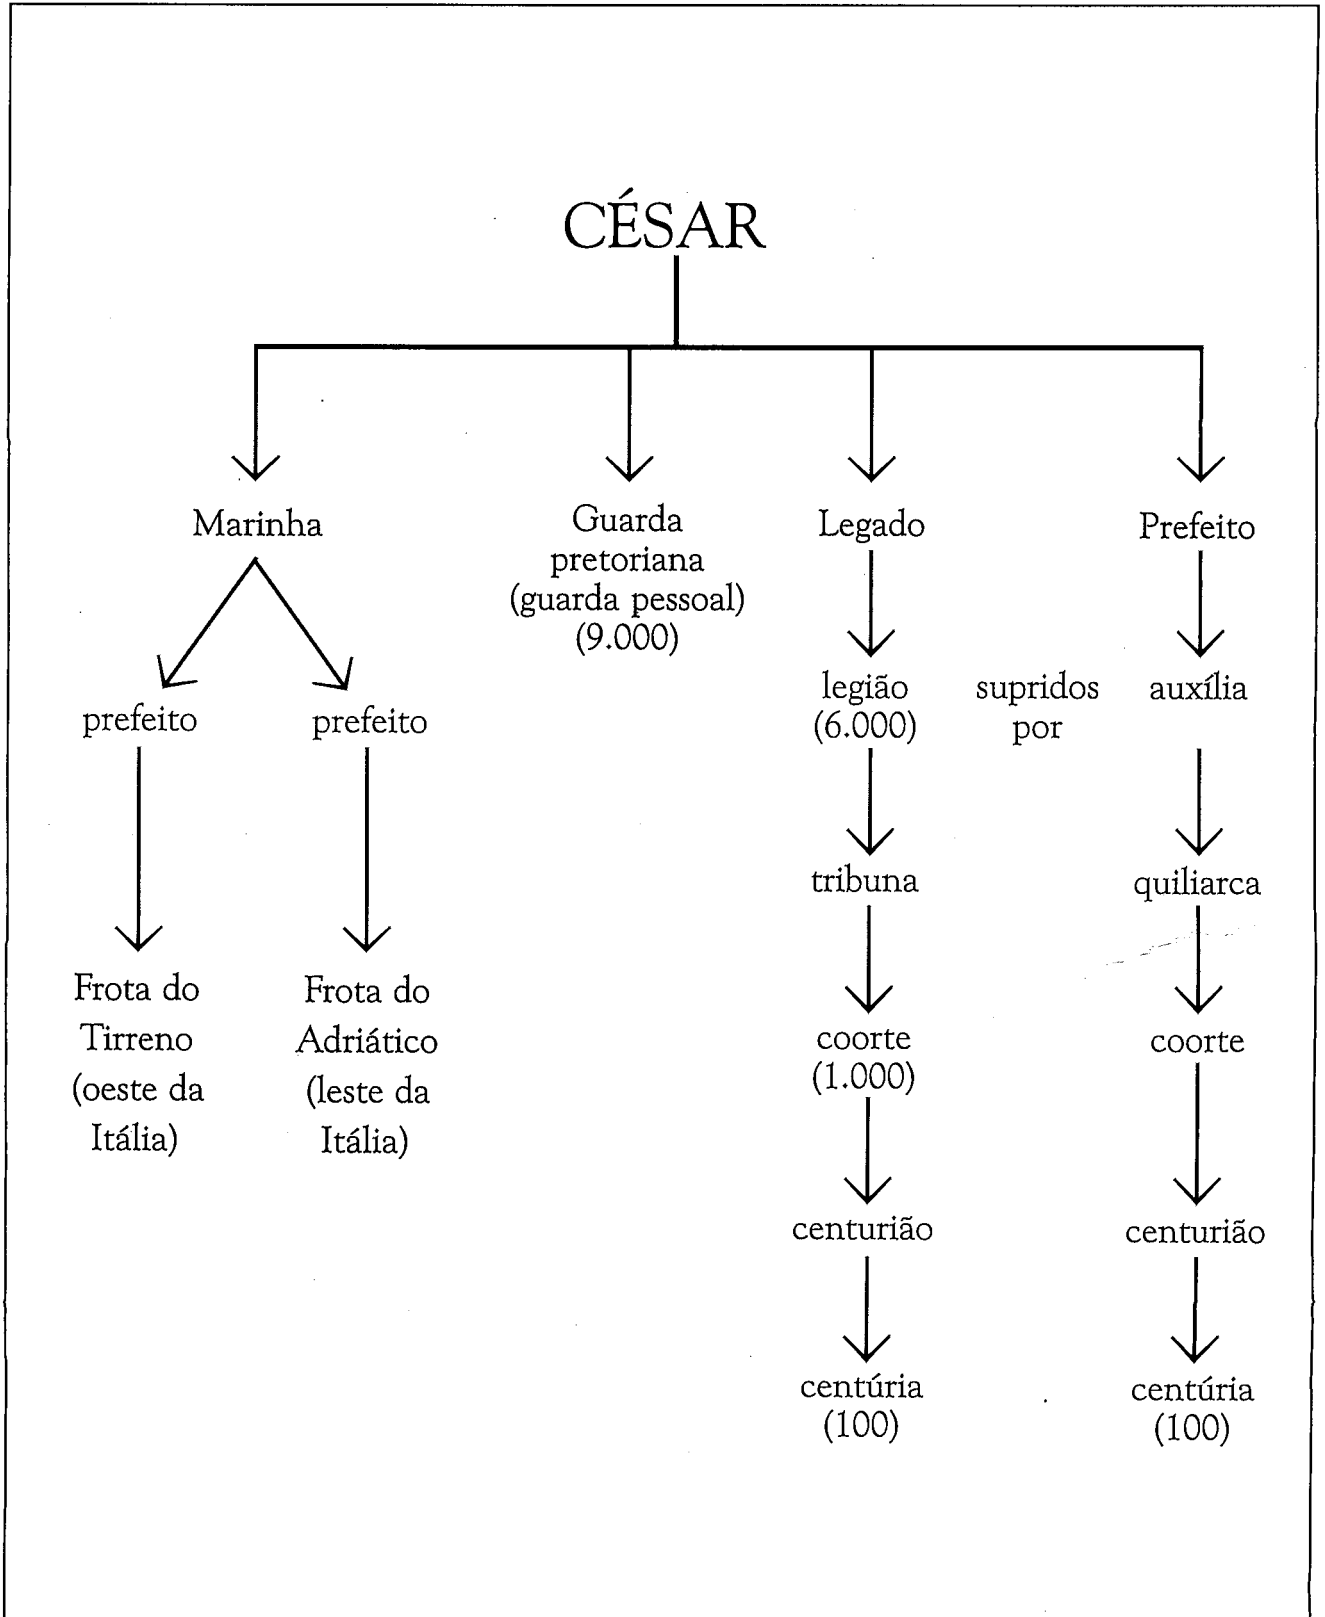 CÉSAR
Marinha
prefeito
prefeito
Frota do
Tirreno
(oeste da
Itália)
Frota do
Adriático
(leste da
Itália)
Guarda
pretoriana
(guarda pessoal)
(9.000)
Legado
legião
(6.000)
supridos
por
tribuna
coorte
(1.000)
centurião
centúria
(100)
Prefeito
auxília
quiliarca
coorte
centurião
centúria
(100)